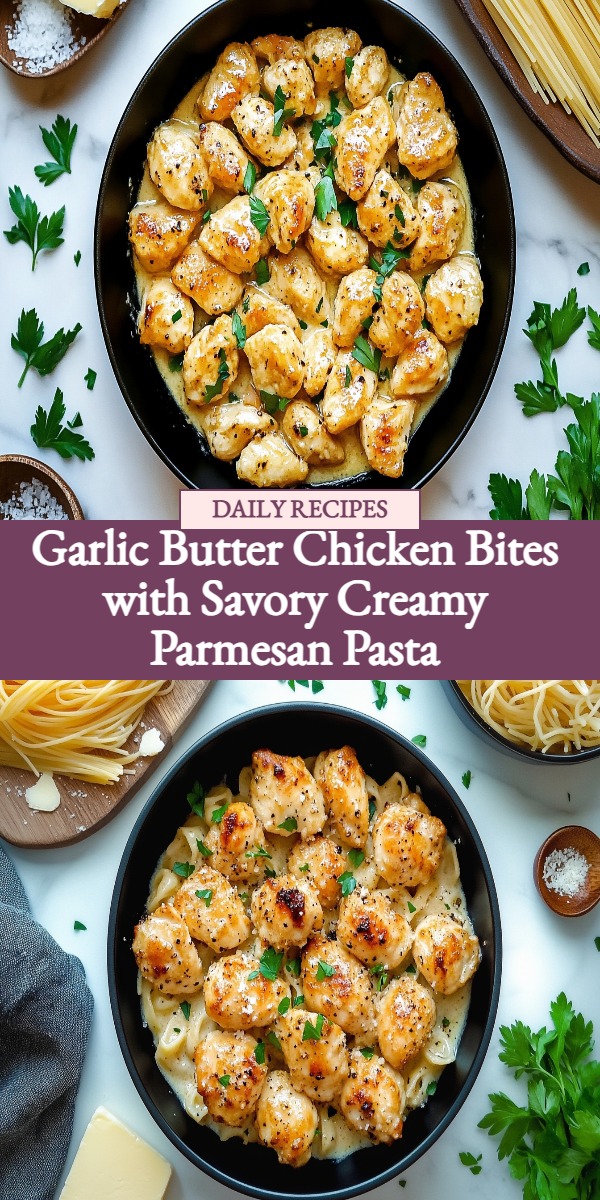 DAILY RECIPES
Garlic Butter Chicken Bites
with Savory Creamy
Parmesan Pasta